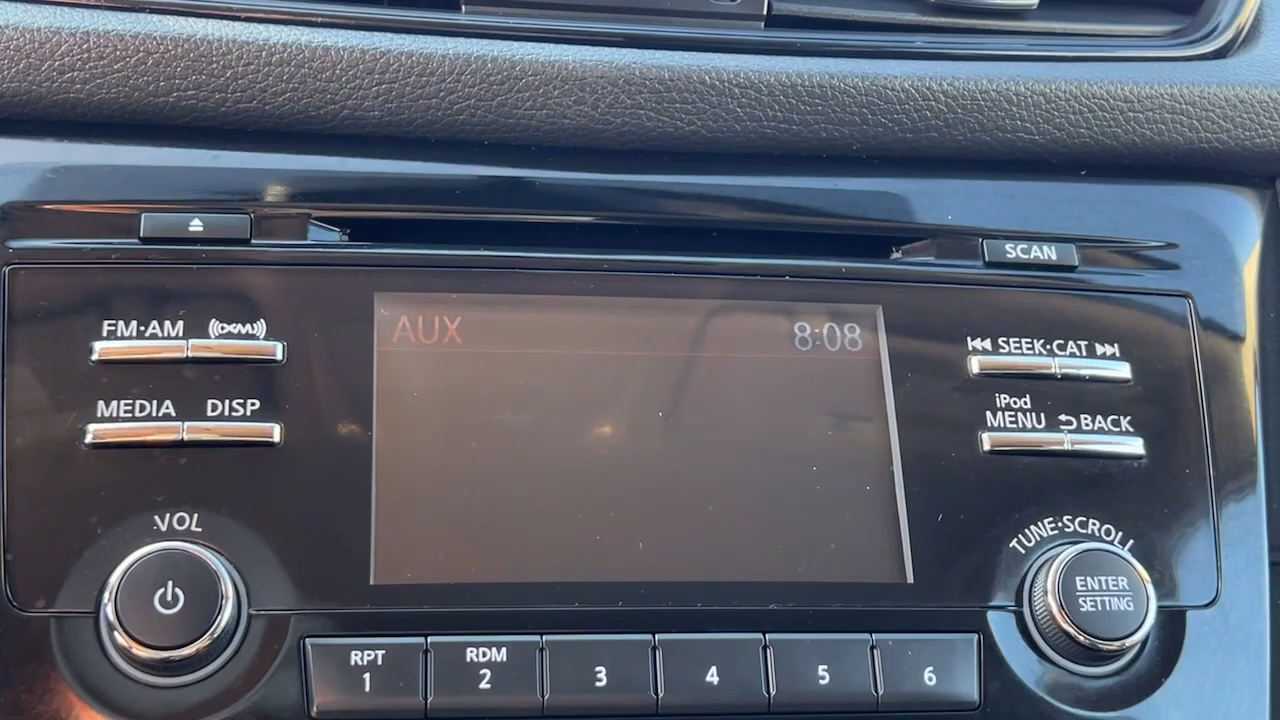 SCAN
FM·AM
((XM))
AUX
8:08
SEEK·CAT
MEDIA
DISP
iPod
MENU
BACK
VOL
TUNE·SCROLL
ENTER
SETTING
RPT
1
RDM
2
3
4
5
6